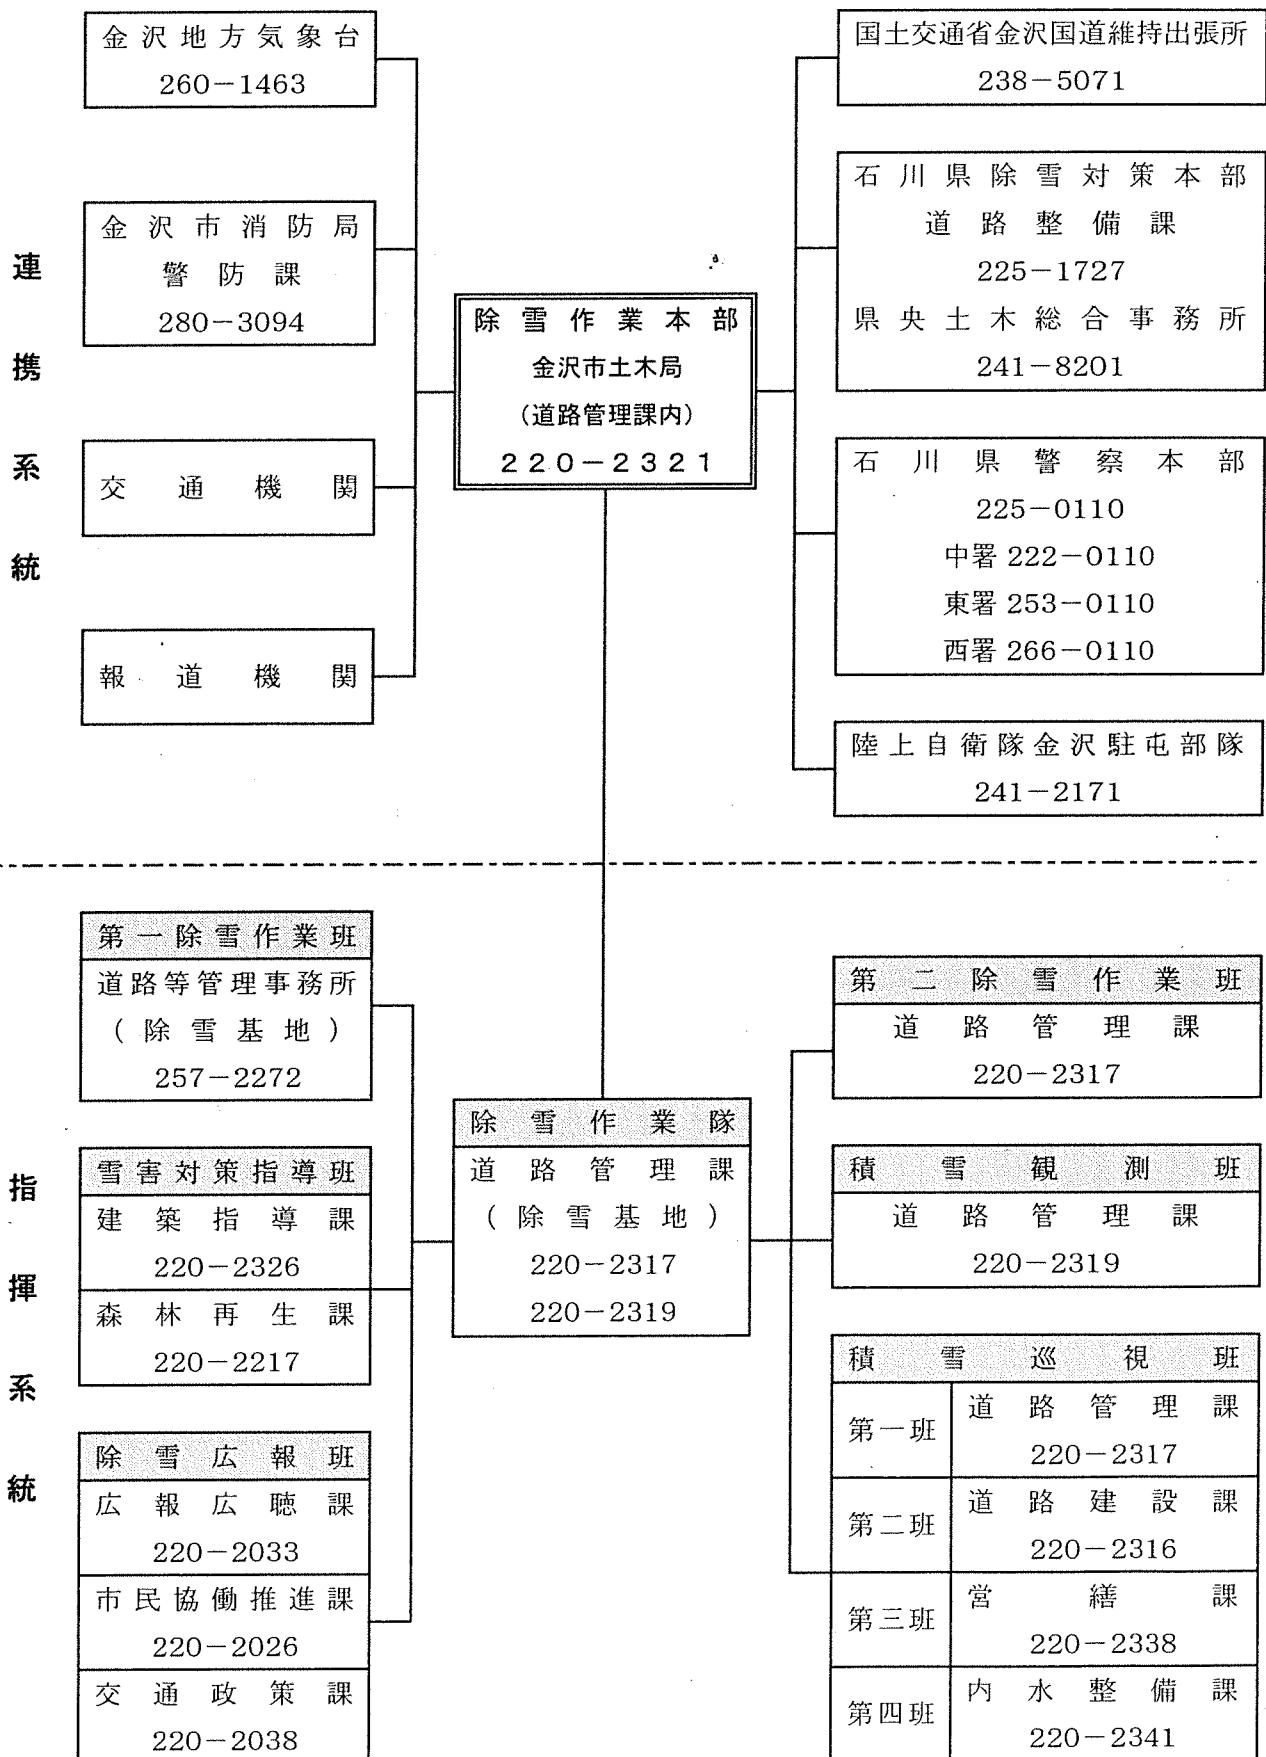 連携系統
金沢地方気象台
260-1463
金沢市消防局
警防課
280-3094
交通機関
報道機関
除雪作業本部
金沢市土木局
(道路管理課内)
220-2321
国土交通省金沢国道維持出張所
238-5071
石川県除雪対策本部
道路整備課
225-1727
県央土木総合事務所
241-8201
石川県警察本部
225-0110
中署 222-0110
東署 253-0110
西署 266-0110
陸上自衛隊金沢駐屯部隊
241-2171
指揮系統
第一除雪作業班
道路等管理事務所
(除雪基地)
257-2272
雪害対策指導班
建築指導課
220-2326
森林再生課
220-2217
除雪広報班
広報広聴課
220-2033
市民協働推進課
220-2026
交通政策課
220-2038
除雪作業隊
道路管理課
(除雪基地)
220-2317
220-2319
第二除雪作業班
道路管理課
220-2317
積雪観測班
道路管理課
220-2319
積雪巡視班
第一班
道路管理課
220-2317
第二班
道路建設課
220-2316
第三班
営繕課
220-2338
第四班
内水整備課
220-2341